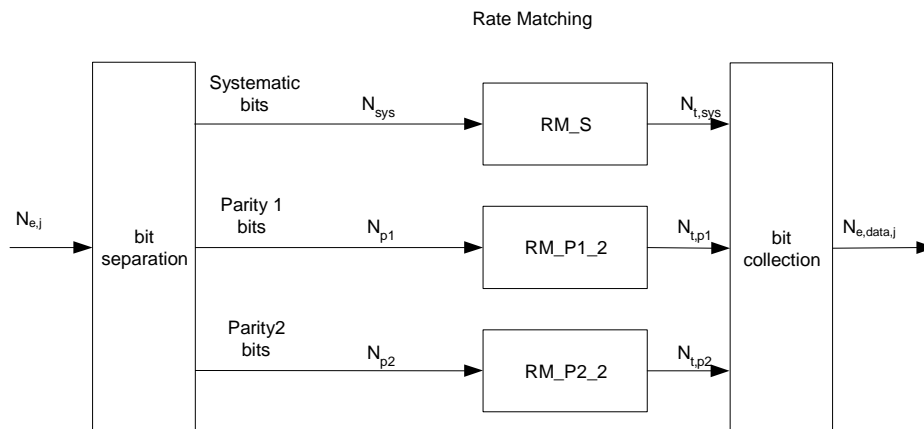 Rate Matching
Systematic
bits
N_sys
RM_S
N_t,sys
N_e,j
bit
separation
Parity 1
bits
N_p1
RM_P1_2
N_t,p1
bit
collection
N_e,data,j
Parity2
bits
N_p2
RM_P2_2
N_t,p2